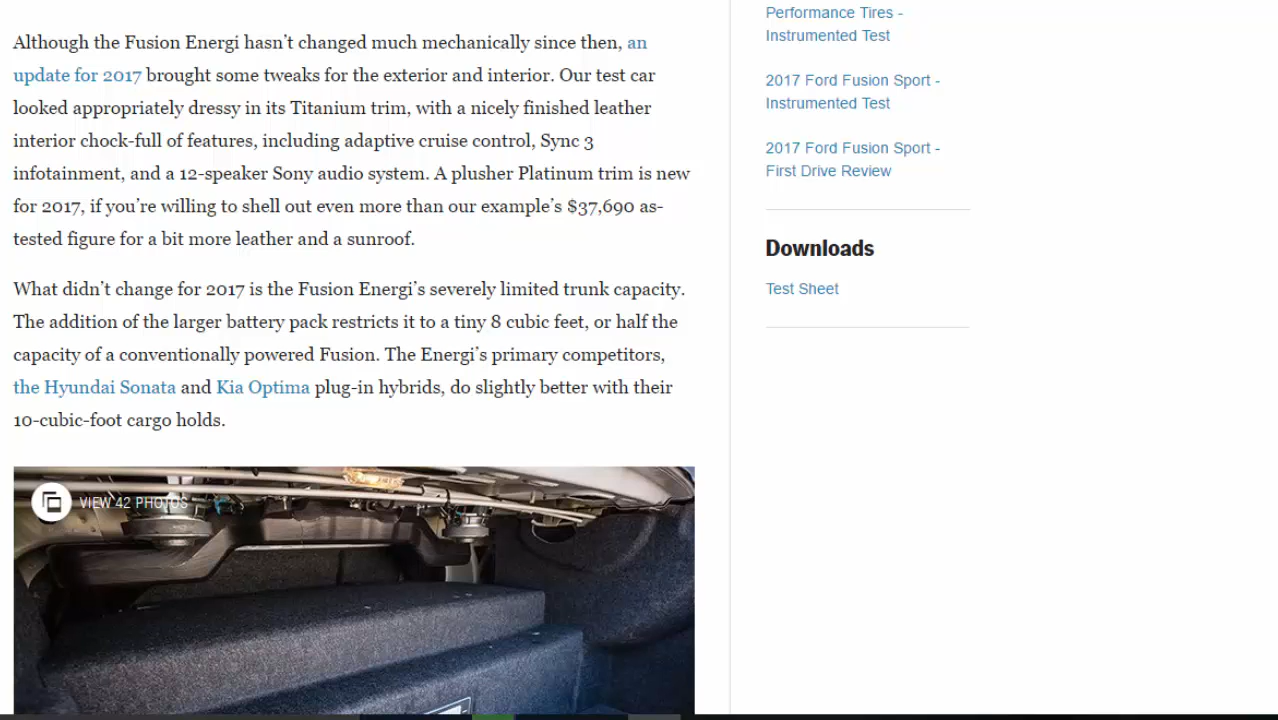 Although the Fusion Energi hasn’t changed much mechanically since then, an
update for 2017 brought some tweaks for the exterior and interior. Our test car
looked appropriately dressy in its Titanium trim, with a nicely finished leather
interior chock-full of features, including adaptive cruise control, Sync 3
infotainment, and a 12-speaker Sony audio system. A plusher Platinum trim is new
for 2017, if you’re willing to shell out even more than our example’s $37,690 as-
tested figure for a bit more leather and a sunroof.
What didn’t change for 2017 is the Fusion Energi’s severely limited trunk capacity.
The addition of the larger battery pack restricts it to a tiny 8 cubic feet, or half the
capacity of a conventionally powered Fusion. The Energi’s primary competitors,
the Hyundai Sonata and Kia Optima plug-in hybrids, do slightly better with their
10-cubic-foot cargo holds.
VIEW 42 PHOTOS
Performance Tires -
Instrumented Test
2017 Ford Fusion Sport -
Instrumented Test
2017 Ford Fusion Sport -
First Drive Review
Downloads
Test Sheet